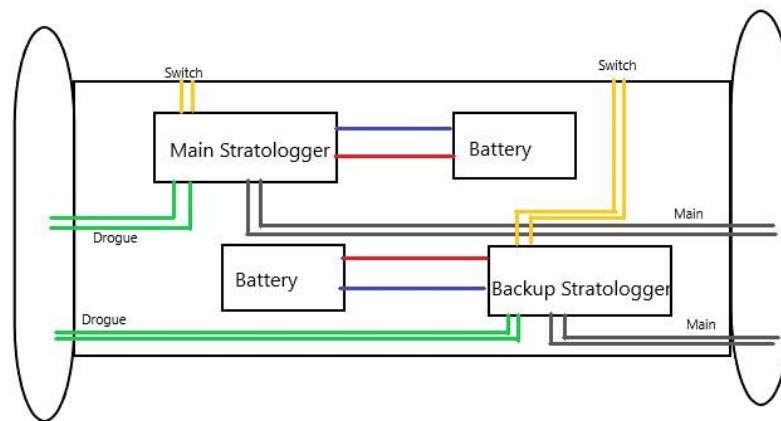 Switch
Switch
Main Stratologger
Battery
Main
Drogue
Battery
Backup Stratologger
Drogue
Main